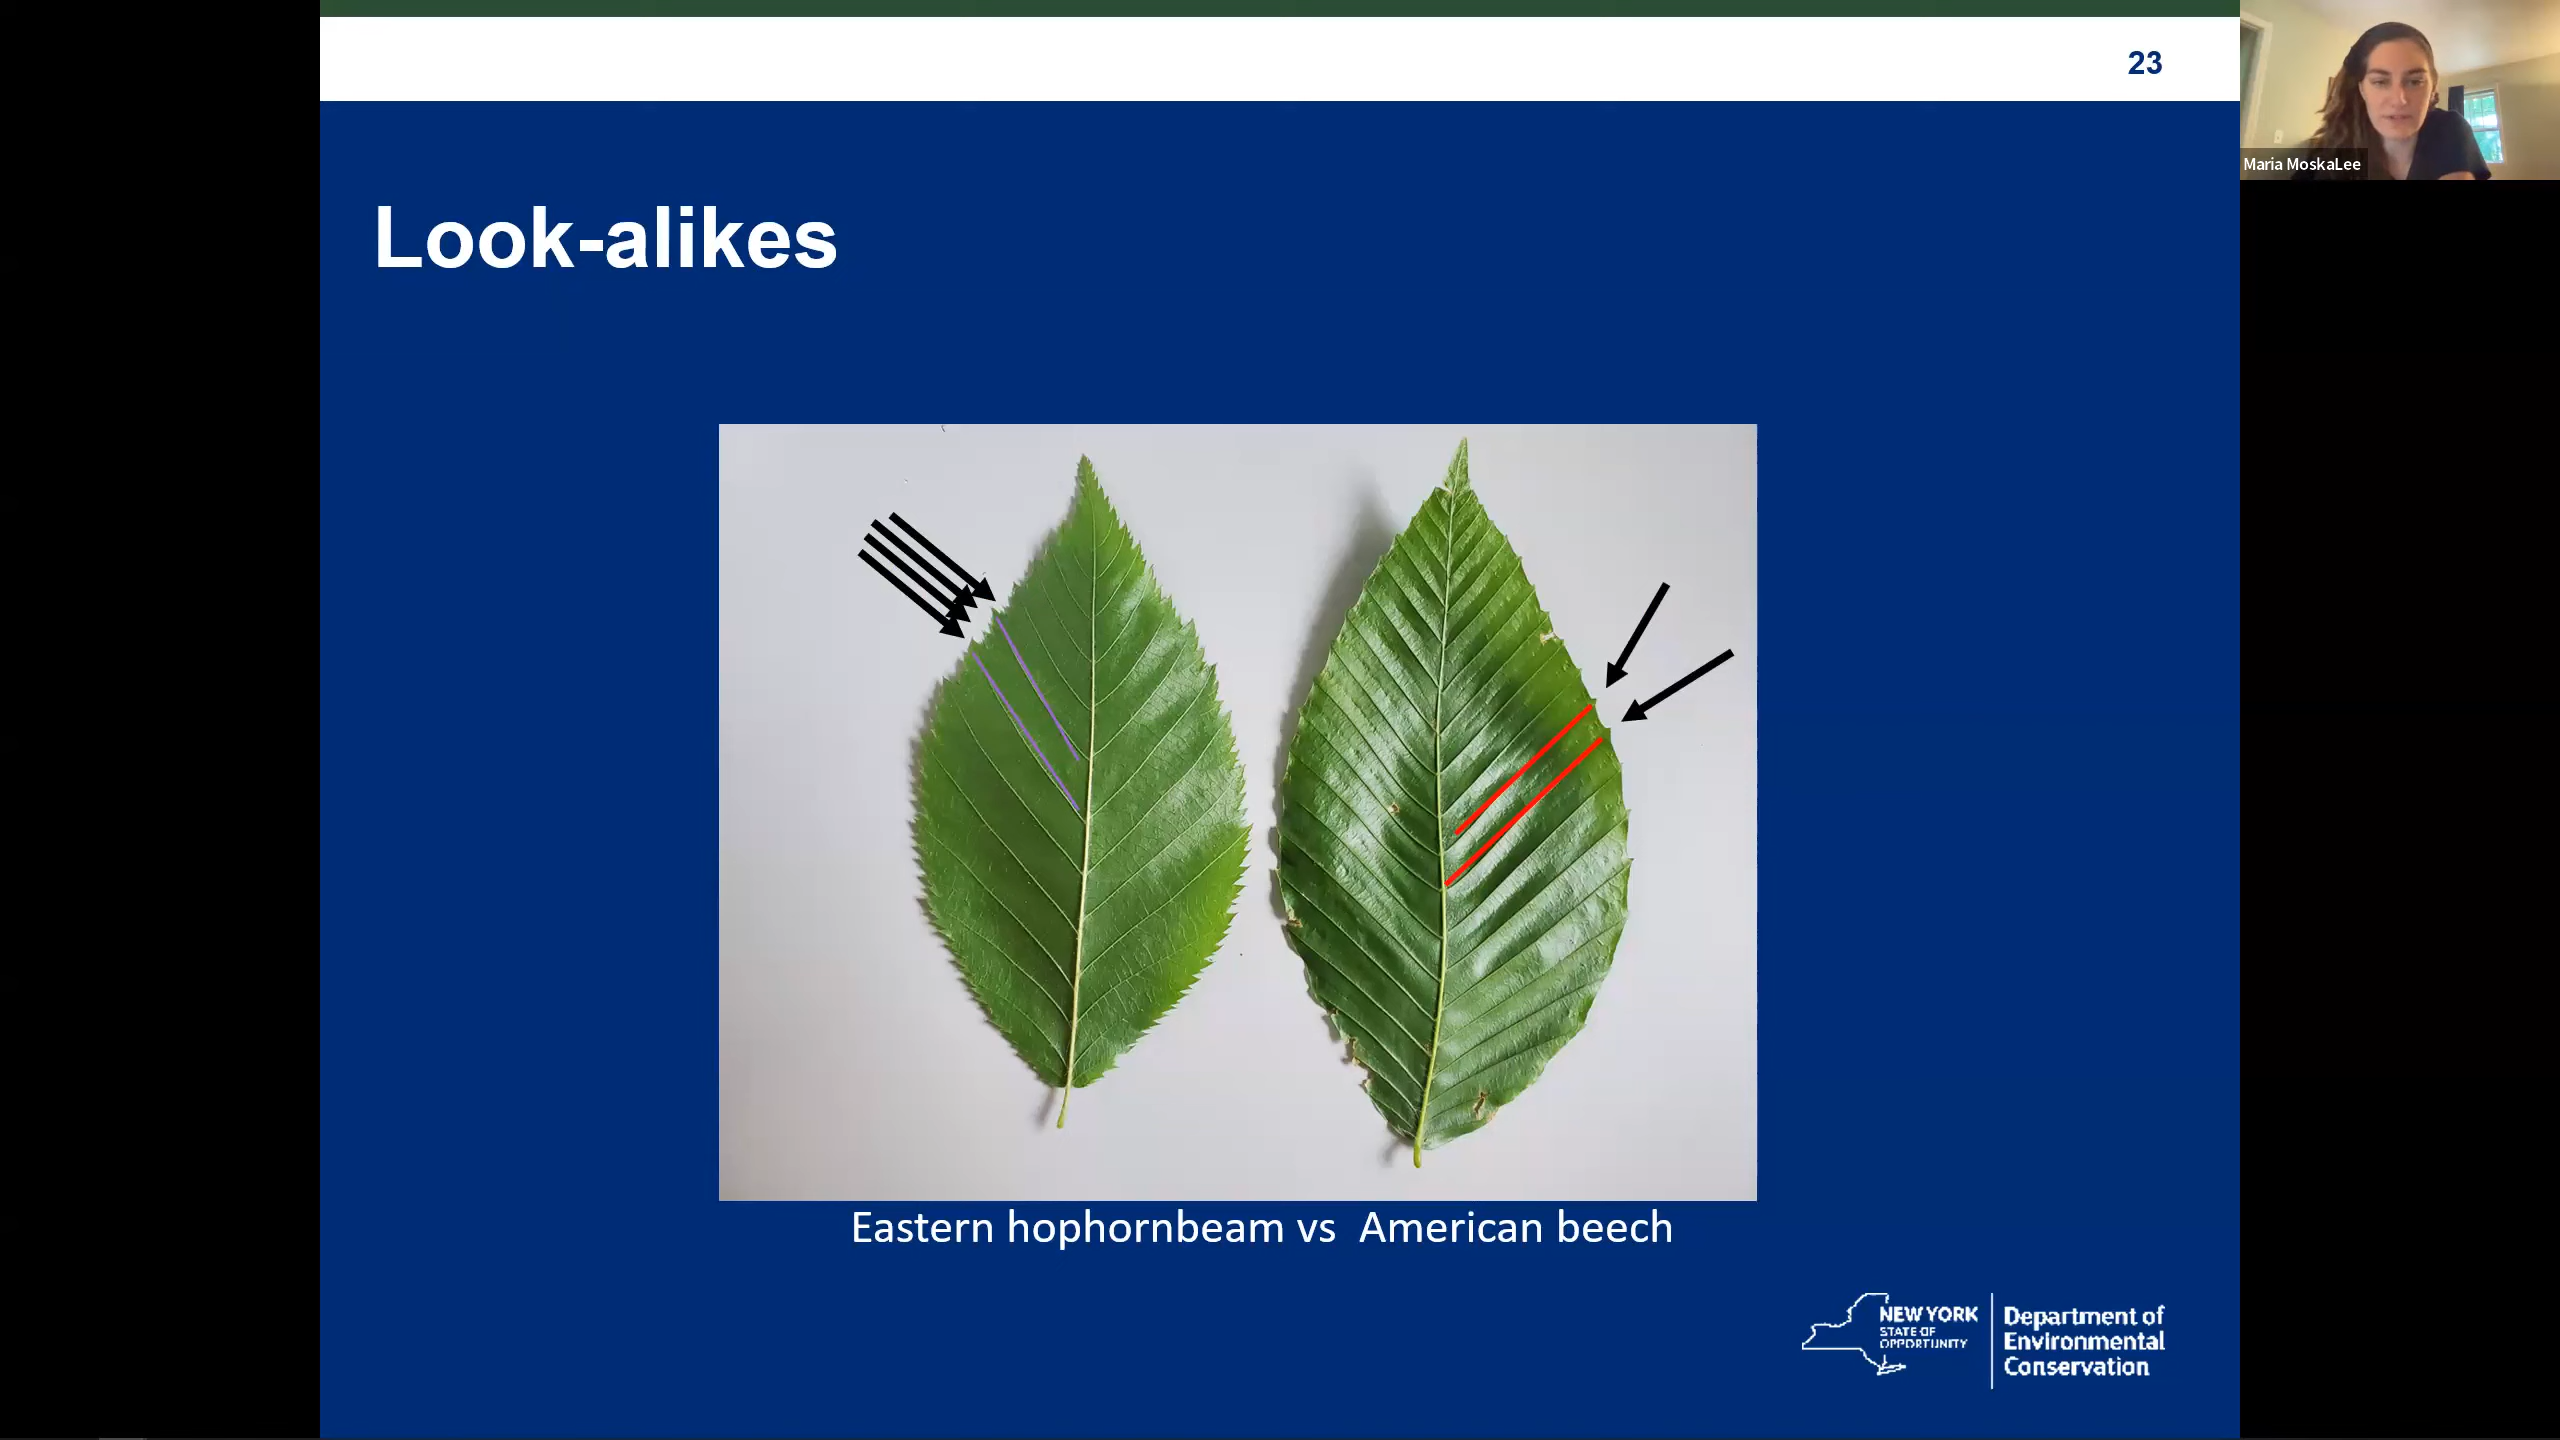 23
Maria MoskaLee
Look-alikes
Eastern hophornbeam vs  American beech
NEW YORK
STATE OF
OPPORTUNITY
Department of
Environmental
Conservation